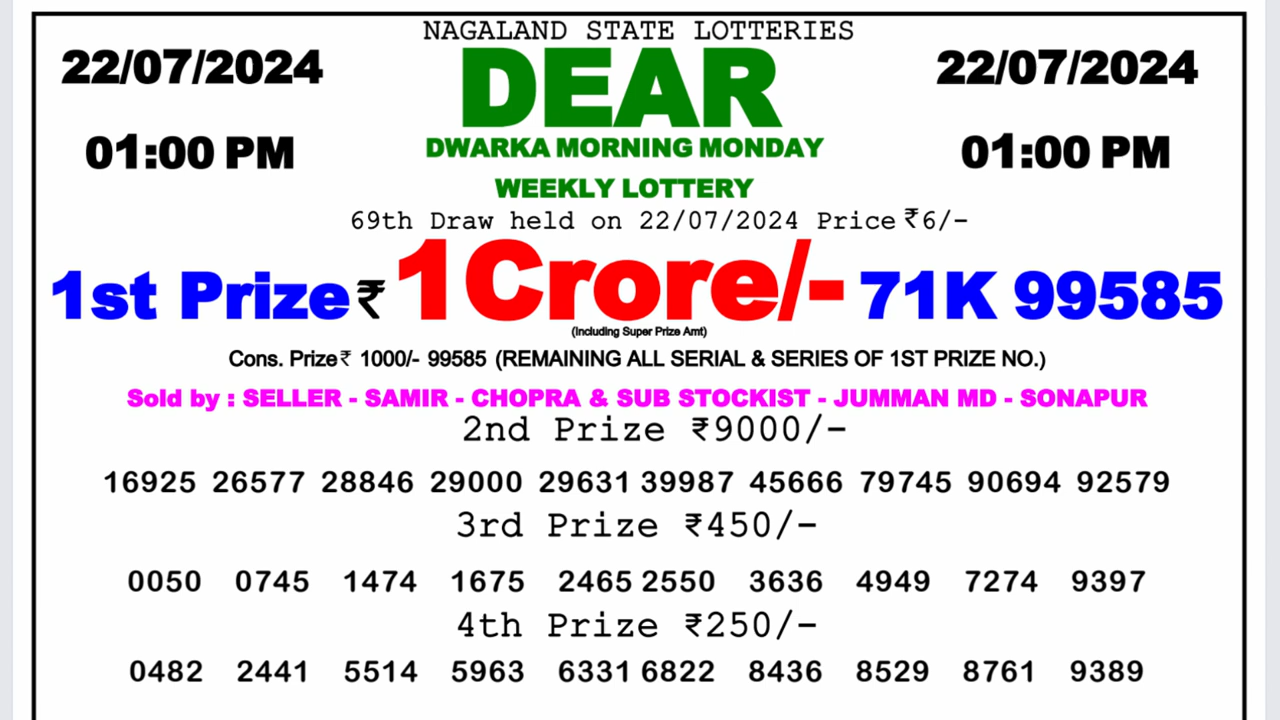 NAGALAND STATE LOTTERIES
22/07/2024 DEAR 22/07/2024
01:00 PM DWARKA MORNING MONDAY 01:00 PM
WEEKLY LOTTERY
69th Draw held on 22/07/2024 Price ₹6/-
1st Prize ₹ 1Crore/- 71K 99585
(Including Super Prize Amt)
Cons. Prize ₹ 1000/- 99585 (REMAINING ALL SERIAL & SERIES OF 1ST PRIZE NO.)
Sold by : SELLER - SAMIR - CHOPRA & SUB STOCKIST - JUMMAN MD - SONAPUR
2nd Prize ₹9000/-
16925 26577 28846 29000 29631 39987 45666 79745 90694 92579
3rd Prize ₹450/-
0050 0745 1474 1675 2465 2550 3636 4949 7274 9397
4th Prize ₹250/-
0482 2441 5514 5963 6331 6822 8436 8529 8761 9389